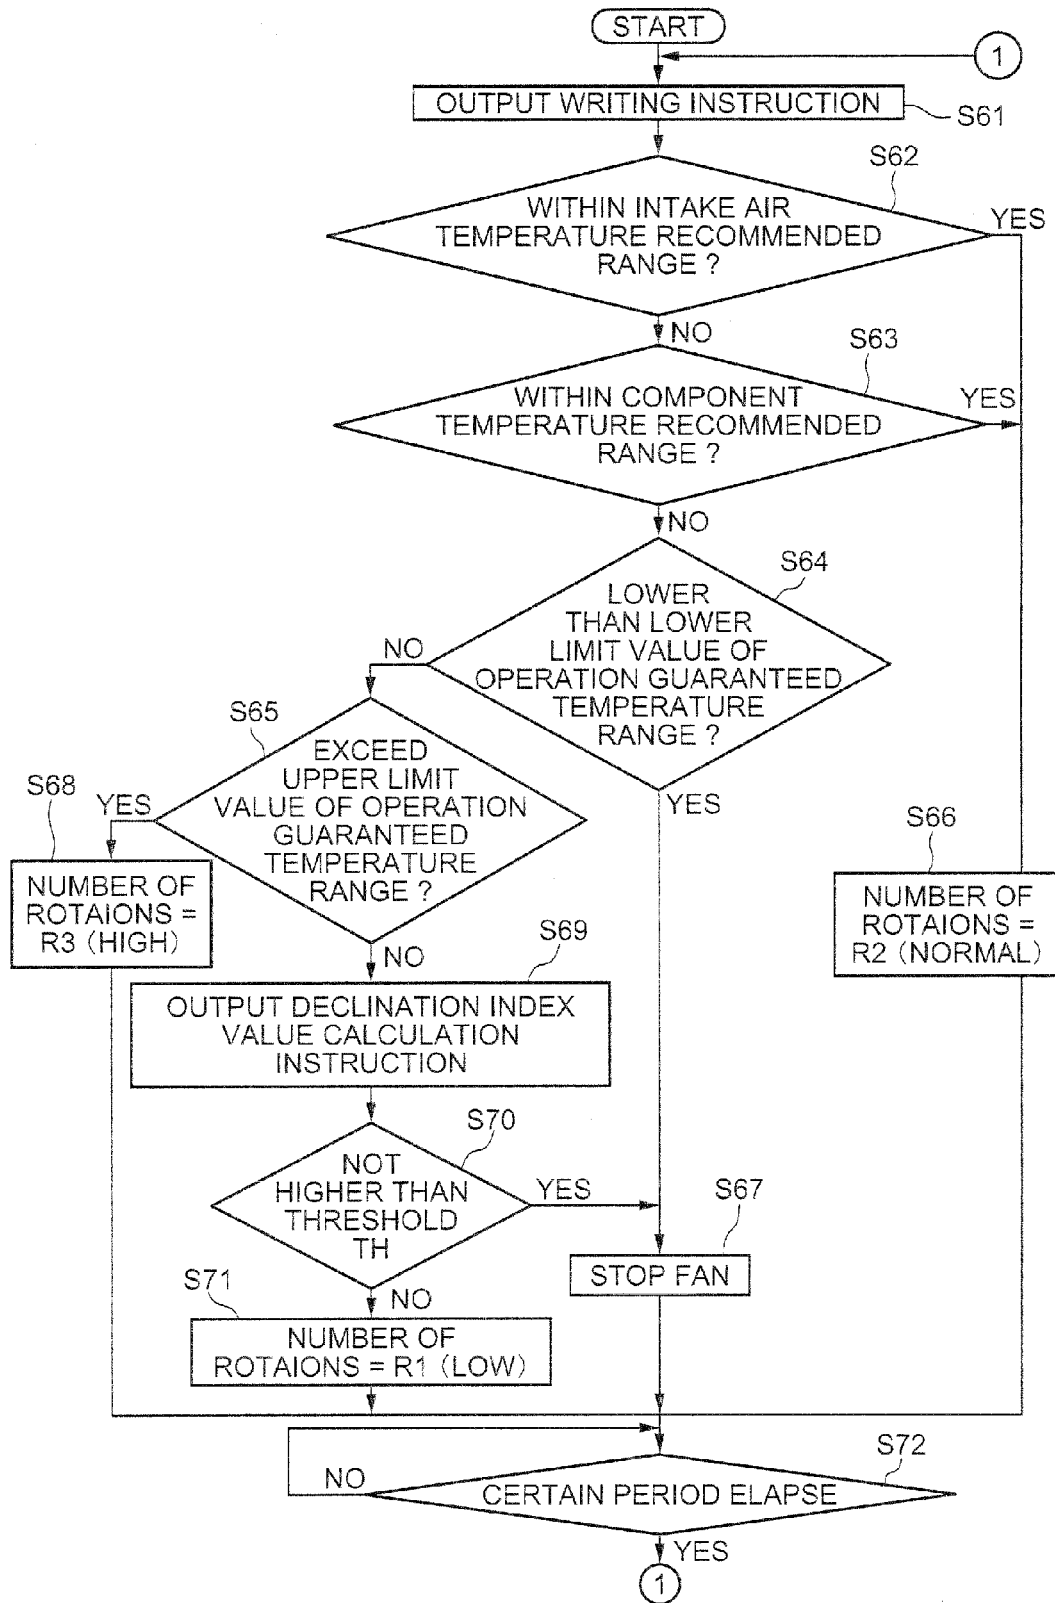 START
1
OUTPUT WRITING INSTRUCTION
S61
S62
WITHIN INTAKE AIR
TEMPERATURE RECOMMENDED
RANGE ?
YES
NO
S63
WITHIN COMPONENT
TEMPERATURE RECOMMENDED
RANGE ?
YES
NO
S64
LOWER
THAN LOWER
LIMIT VALUE OF
OPERATION GUARANTEED
TEMPERATURE
RANGE ?
NO
YES
S65
EXCEED
UPPER LIMIT
VALUE OF OPERATION
GUARANTEED
TEMPERATURE
RANGE ?
YES
NO
S68
NUMBER OF
ROTAIONS =
R3 (HIGH)
S66
NUMBER OF
ROTAIONS =
R2 (NORMAL)
S69
OUTPUT DECLINATION INDEX
VALUE CALCULATION
INSTRUCTION
S70
NOT
HIGHER THAN
THRESHOLD
TH
YES
NO
S67
STOP FAN
S71
NUMBER OF
ROTAIONS = R1 (LOW)
S72
CERTAIN PERIOD ELAPSE
NO
YES
1